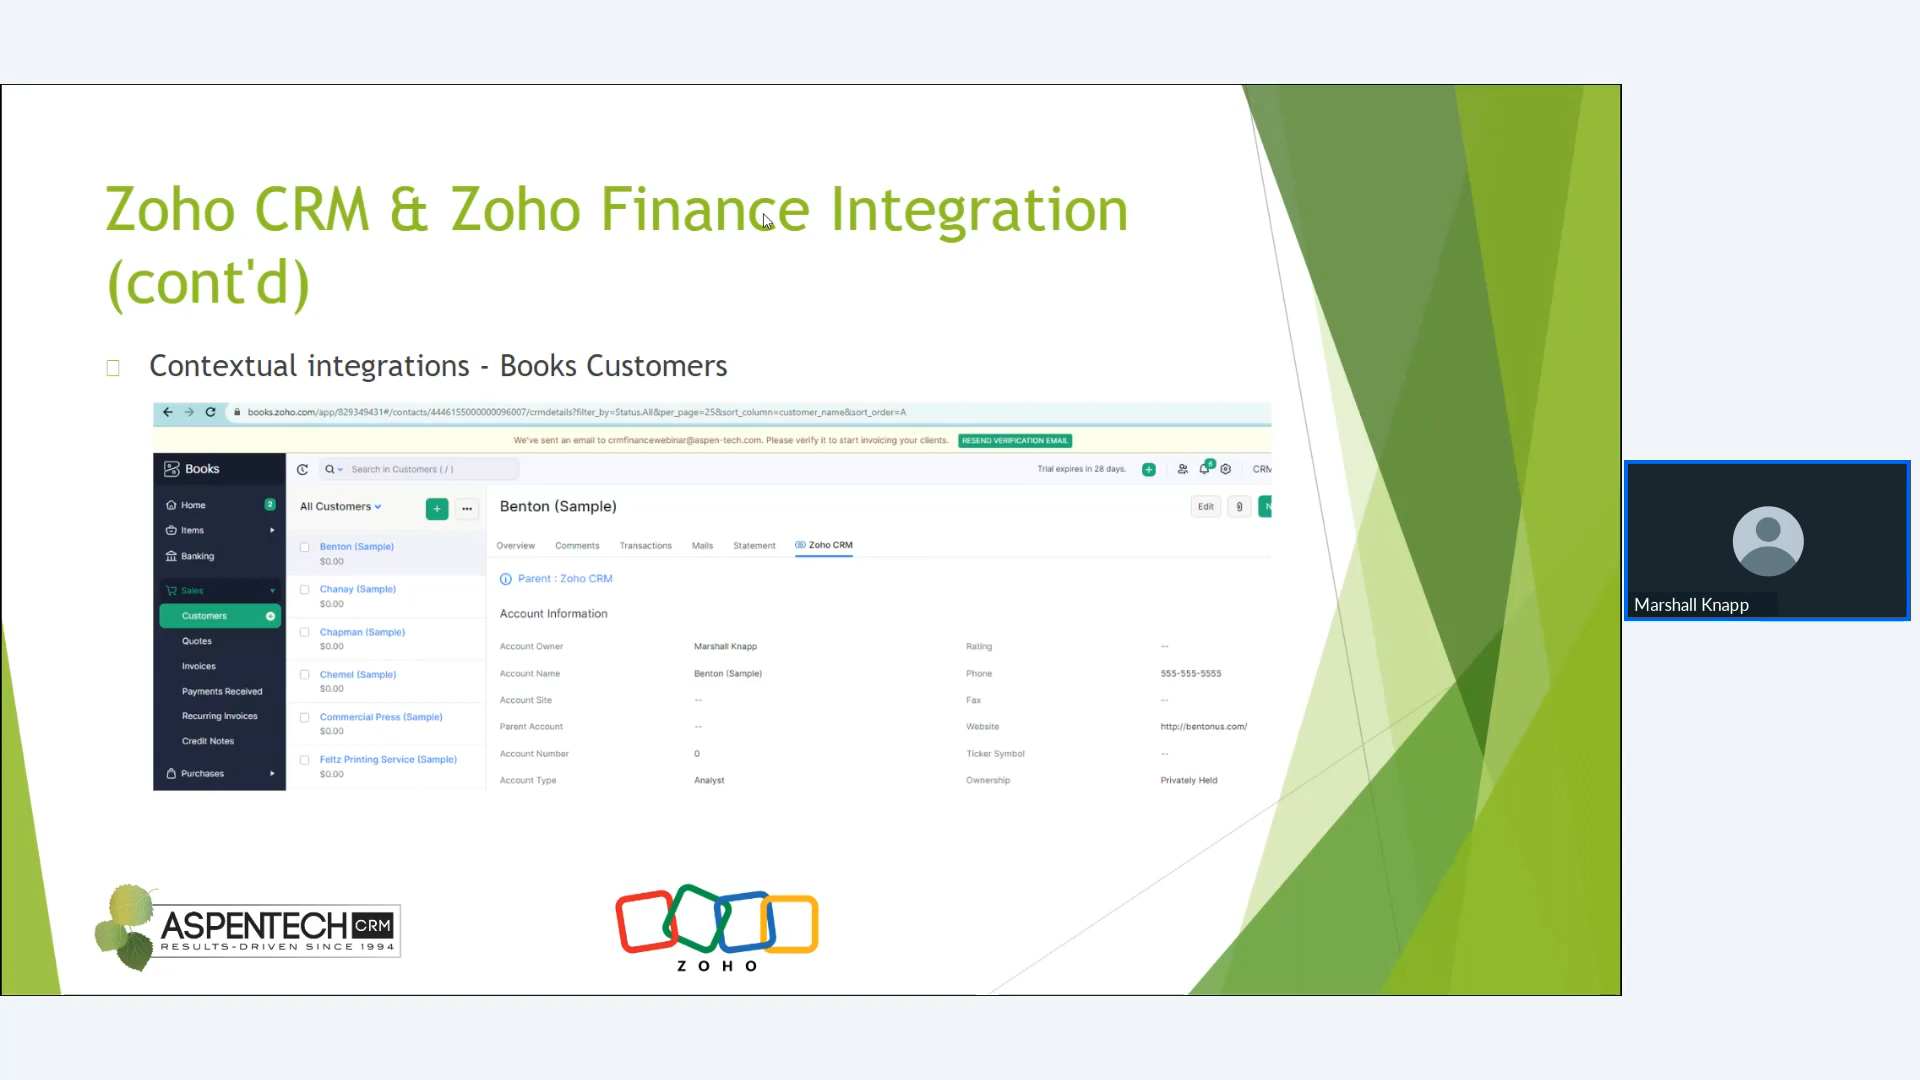 Zoho CRM & Zoho Finance Integration
(cont'd)
Contextual integrations - Books Customers
books.zoho.com/app/829349431#/contacts/4446155000000096007/crmdetails?filter_by=Status.All&per_page=25&sort_column=customer_name&sort_order=A
We've sent an email to crmfinancewebinar@aspen-tech.com. Please verify it to start invoicing your clients. RESEND VERIFICATION EMAIL
Books
Search in Customers ( / )
Trial expires in 28 days.
6
CRM
Home 2
Items
Banking
Sales
Customers
Quotes
Invoices
Payments Received
Recurring Invoices
Credit Notes
Purchases
All Customers
Benton (Sample)
$0.00
Chanay (Sample)
$0.00
Chapman (Sample)
$0.00
Chemel (Sample)
$0.00
Commercial Press (Sample)
$0.00
Feltz Printing Service (Sample)
$0.00
Benton (Sample)
Edit
N
Overview Comments Transactions Mails Statement Zoho CRM
Parent : Zoho CRM
Account Information
Account Owner Marshall Knapp Rating --
Account Name Benton (Sample) Phone 555-555-5555
Account Site -- Fax --
Parent Account -- Website http://bentonus.com/
Account Number 0 Ticker Symbol --
Account Type Analyst Ownership Privately Held
ASPENTECH CRM
RESULTS-DRIVEN SINCE 1994
ZOHO
Marshall Knapp